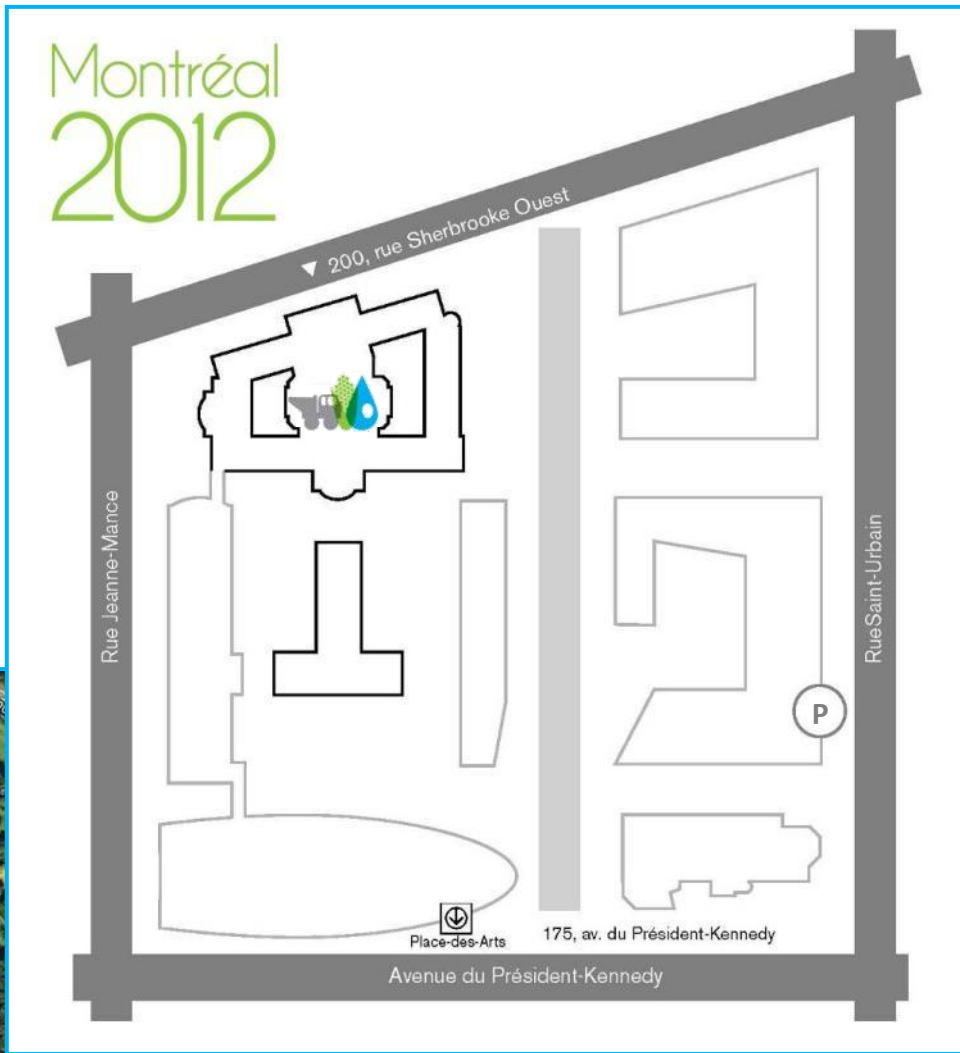 Montréal
2012
200, rue Sherbrooke Ouest
Rue Jeanne-Mance
RueSaint-Urbain
P
Place-des-Arts
175, av. du Président-Kennedy
Avenue du Président-Kennedy